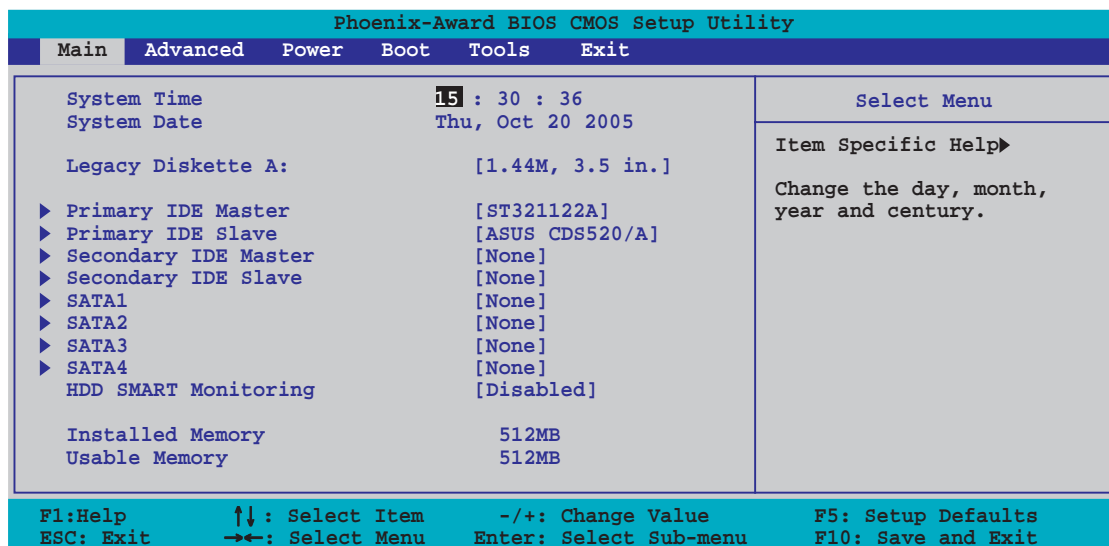 Phoenix-Award BIOS CMOS Setup Utility
Main Advanced Power Boot Tools Exit
System Time 15 : 30 : 36
System Date Thu, Oct 20 2005
Legacy Diskette A: [1.44M, 3.5 in.]
Primary IDE Master [ST321122A]
Primary IDE Slave [ASUS CDS520/A]
Secondary IDE Master [None]
Secondary IDE Slave [None]
SATA1 [None]
SATA2 [None]
SATA3 [None]
SATA4 [None]
HDD SMART Monitoring [Disabled]
Installed Memory 512MB
Usable Memory 512MB
Select Menu
Item Specific Help
Change the day, month,
year and century.
F1:Help ↑↓ : Select Item -/+: Change Value F5: Setup Defaults
ESC: Exit →←: Select Menu Enter: Select Sub-menu F10: Save and Exit